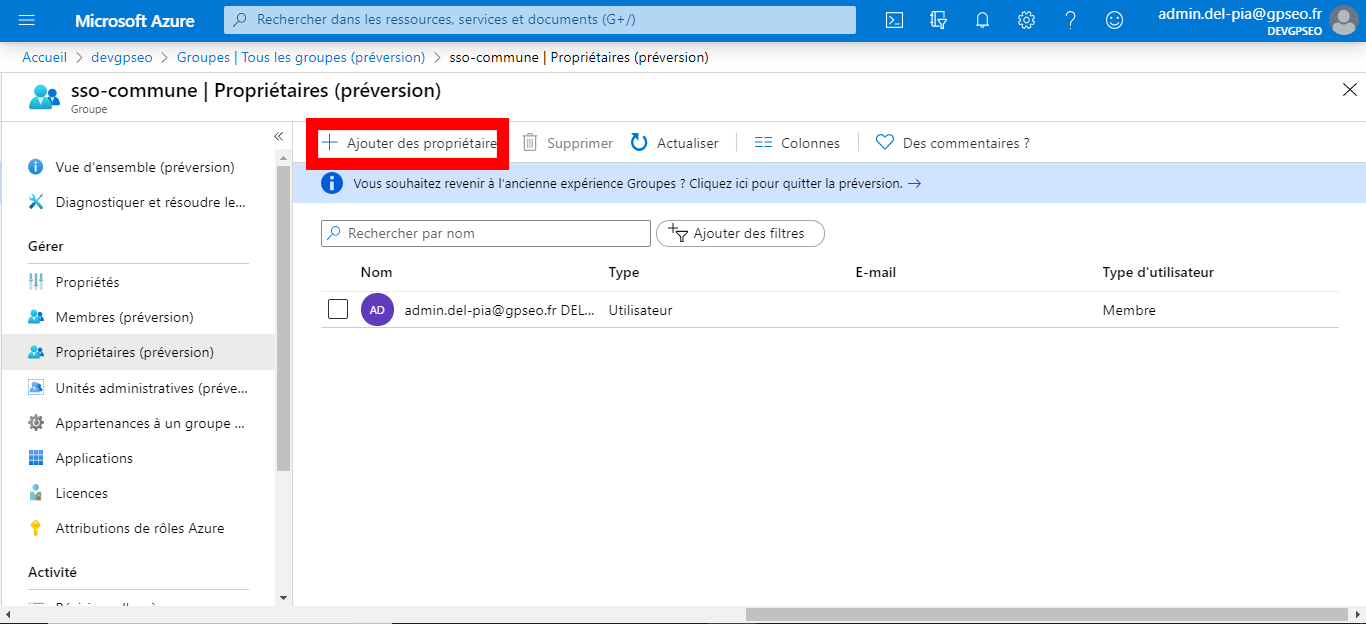 Microsoft Azure
Rechercher dans les ressources, services et documents (G+/)
admin.del-pia@gpseo.fr
DEVGPSEO
Accueil > devgpseo > Groupes | Tous les groupes (préversion) > sso-commune | Propriétaires (préversion)
sso-commune | Propriétaires (préversion)
Groupe
Vue d'ensemble (préversion)
Diagnostiquer et résoudre le...
Gérer
Propriétés
Membres (préversion)
Propriétaires (préversion)
Unités administratives (préve...
Appartenances à un groupe ...
Applications
Licences
Attributions de rôles Azure
Activité
Ajouter des propriétaire
Supprimer
Actualiser
Colonnes
Des commentaires ?
Vous souhaitez revenir à l'ancienne expérience Groupes ? Cliquez ici pour quitter la préversion. →
Rechercher par nom
Ajouter des filtres
Nom Type E-mail Type d'utilisateur
AD admin.del-pia@gpseo.fr DEL... Utilisateur Membre